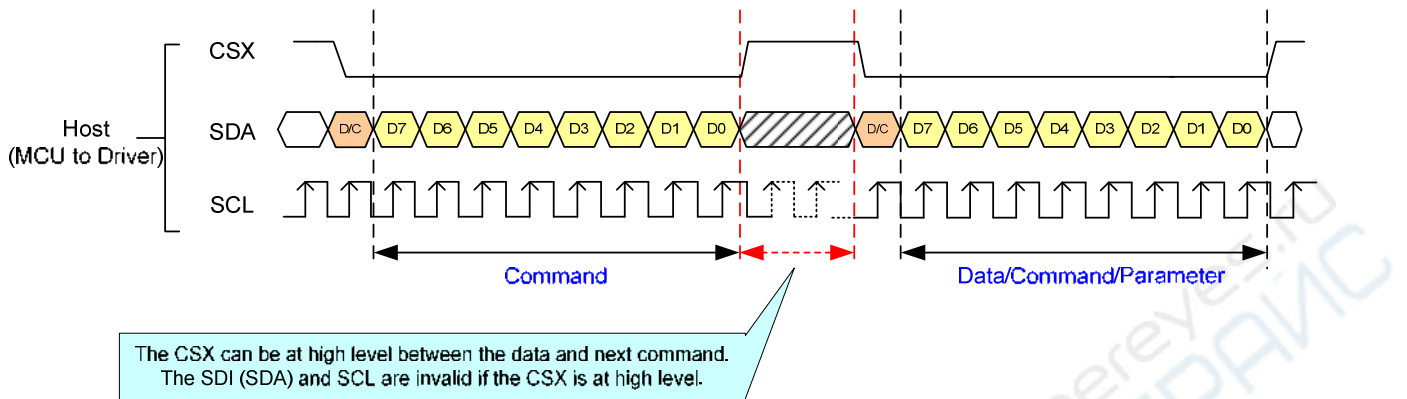 CSX
Host
(MCU to Driver)
SDA
D/C D7 D6 D5 D4 D3 D2 D1 D0 D/C D7 D6 D5 D4 D3 D2 D1 D0
SCL
Command
Data/Command/Parameter
The CSX can be at high level between the data and next command.
The SDI (SDA) and SCL are invalid if the CSX is at high level.